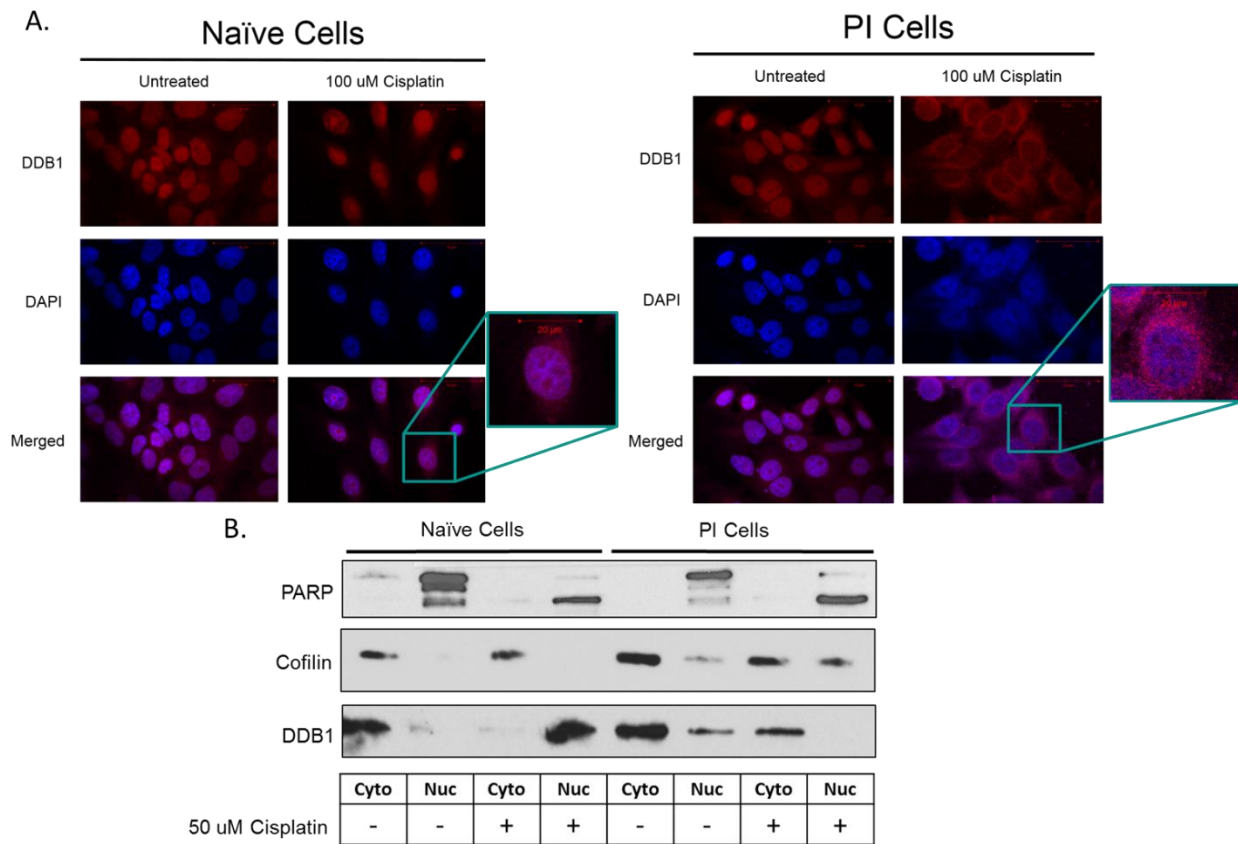 A.
Naïve Cells
PI Cells
Untreated
100 uM Cisplatin
Untreated
100 uM Cisplatin
DDB1
DDB1
DAPI
DAPI
20 µm
20 µm
Merged
Merged
B.
Naïve Cells
PI Cells
PARP
Cofilin
DDB1
Cyto Nuc Cyto Nuc Cyto Nuc Cyto Nuc
50 uM Cisplatin - - + + - - + +